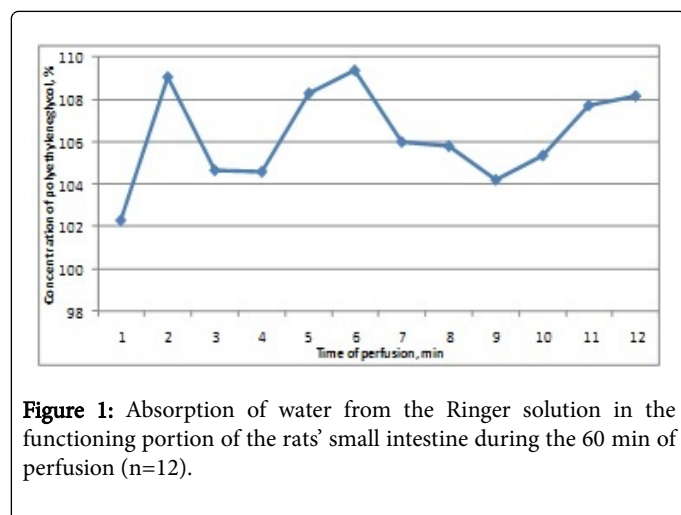 110
108
106
104
102
100
98
Concentration of polyethyleneglycol, %
1 2 3 4 5 6 7 8 9 10 11 12
Time of perfusion, min
Figure 1: Absorption of water from the Ringer solution in the
functioning portion of the rats’ small intestine during the 60 min of
perfusion (n=12).